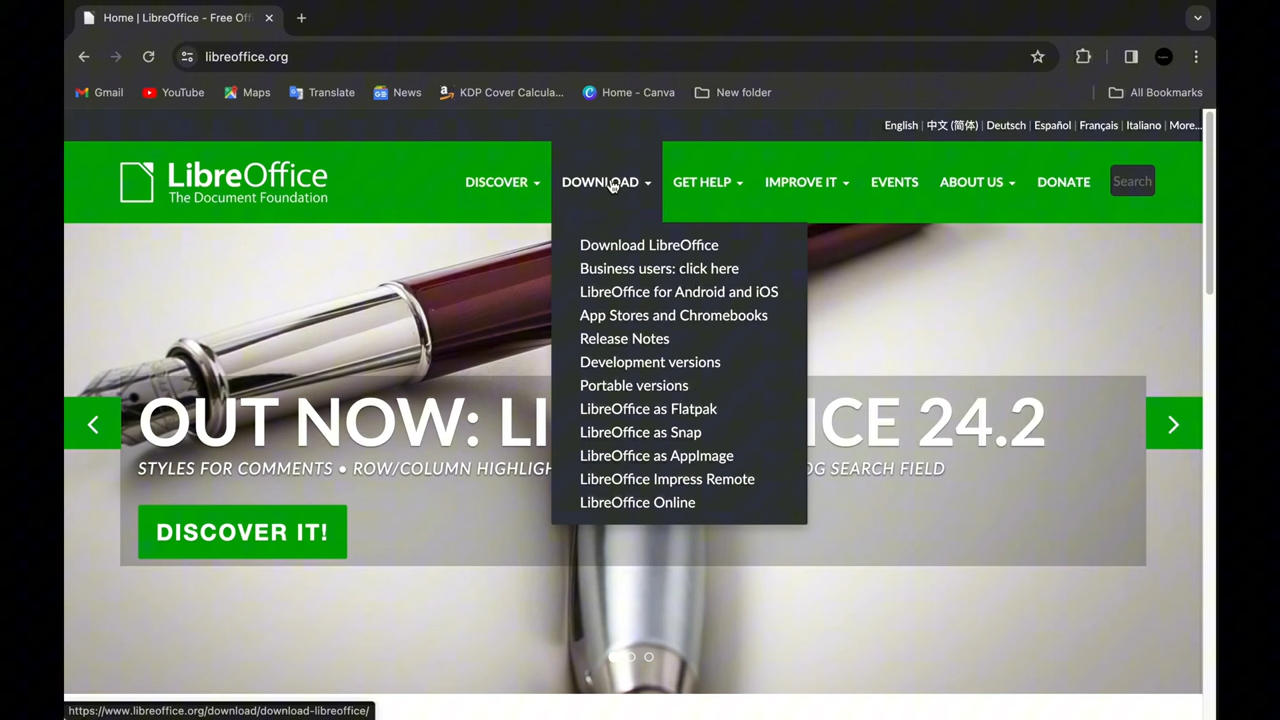 Home | LibreOffice - Free Off
libreoffice.org
Gmail
YouTube
Maps
Translate
News
KDP Cover Calcula...
Home - Canva
New folder
All Bookmarks
English | 中文 (简体) | Deutsch | Español | Français | Italiano | More...
LibreOffice
The Document Foundation
DISCOVER
DOWNLOAD
GET HELP
IMPROVE IT
EVENTS
ABOUT US
DONATE
Search
Download LibreOffice
Business users: click here
LibreOffice for Android and iOS
App Stores and Chromebooks
Release Notes
Development versions
Portable versions
LibreOffice as Flatpak
LibreOffice as Snap
LibreOffice as AppImage
LibreOffice Impress Remote
LibreOffice Online
OUT NOW: LI ICE 24.2
STYLES FOR COMMENTS • ROW/COLUMN HIGHLIGH OG SEARCH FIELD
DISCOVER IT!
https://www.libreoffice.org/download/download-libreoffice/